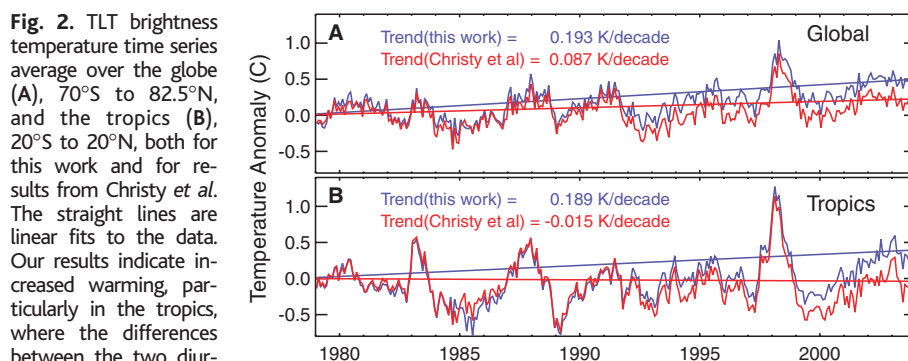 Fig. 2. TLT brightness
temperature time series
average over the globe
(A), 70°S to 82.5°N,
and the tropics (B),
20°S to 20°N, both for
this work and for re-
sults from Christy et al.
The straight lines are
linear fits to the data.
Our results indicate in-
creased warming, par-
ticularly in the tropics,
where the differences
between the two diur-
Temperature Anomaly (C)
A
Trend(this work) = 0.193 K/decade
Trend(Christy et al) = 0.087 K/decade
Global
1.0
0.5
0.0
-0.5
B
Trend(this work) = 0.189 K/decade
Trend(Christy et al) = -0.015 K/decade
Tropics
1.0
0.5
0.0
-0.5
1980 1985 1990 1995 2000